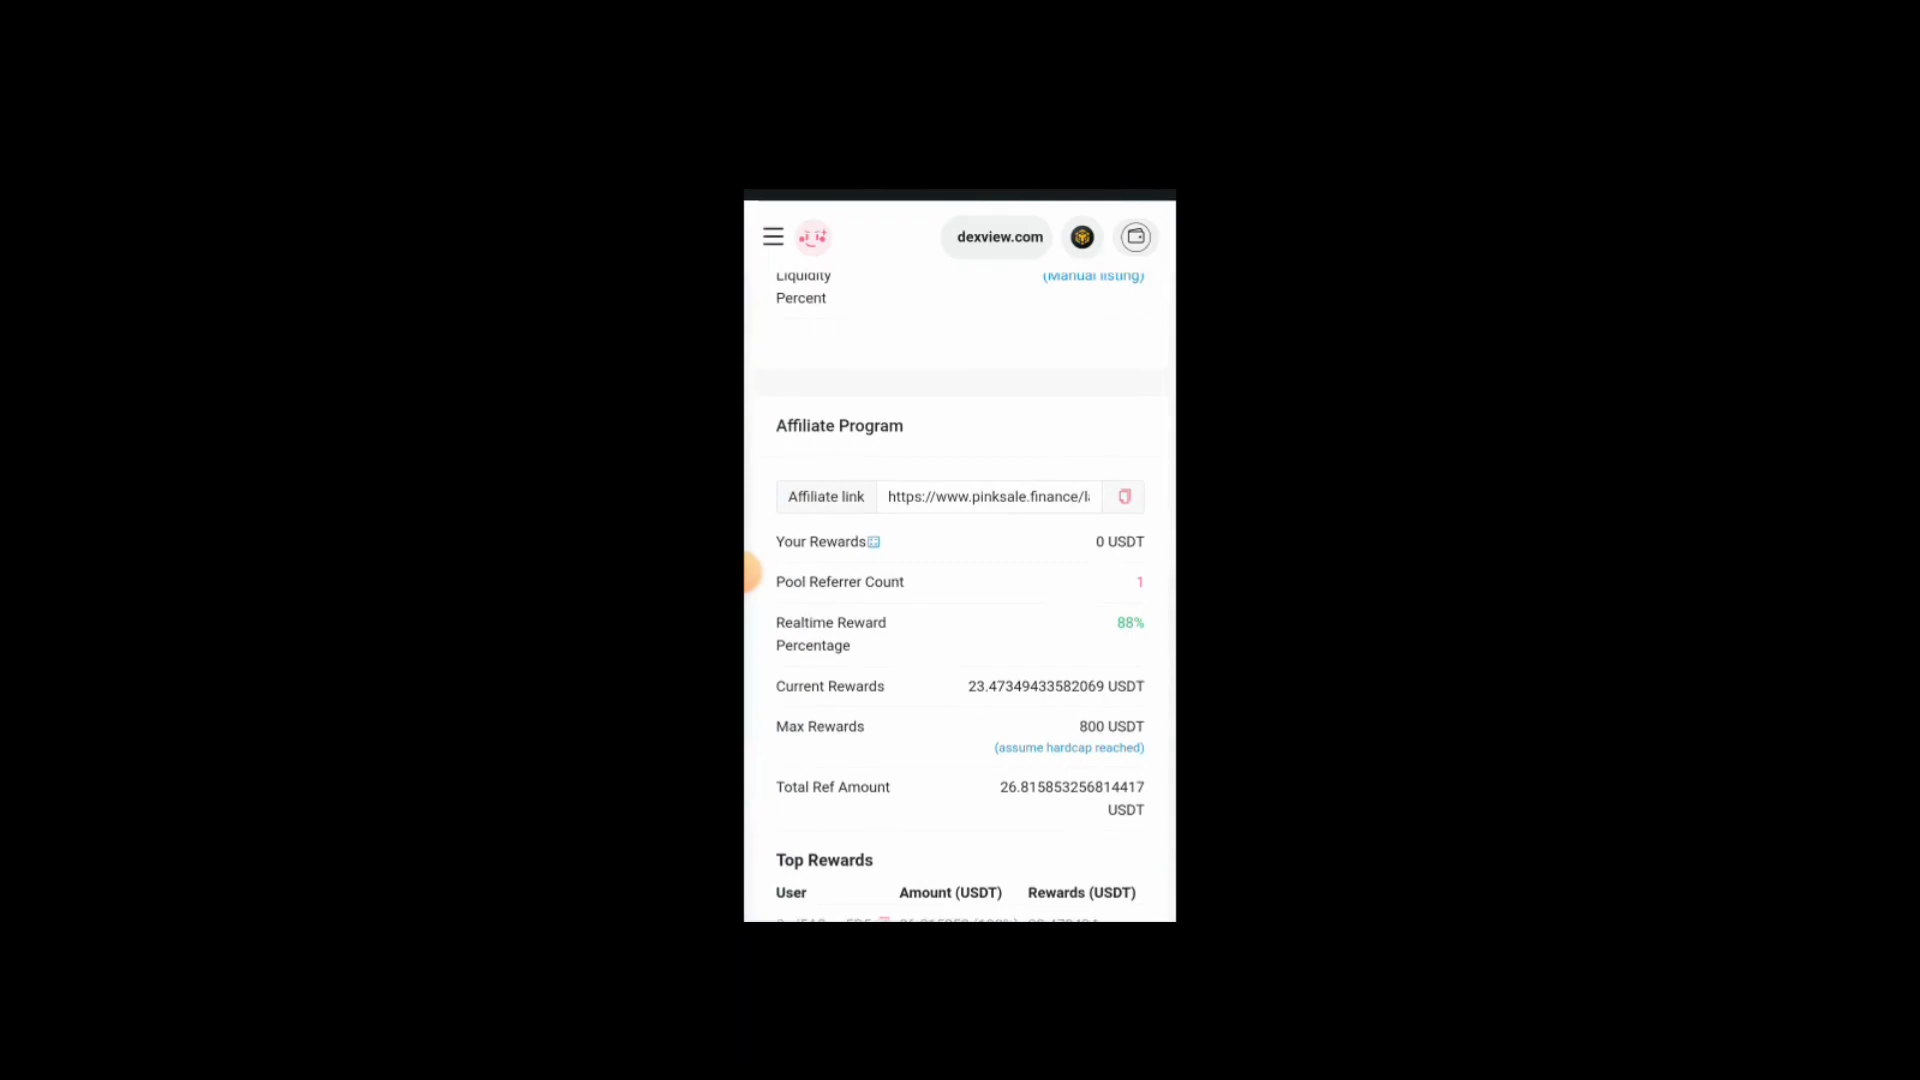 dexview.com
Liquidity (Manual listing)
Percent
Affiliate Program
Affiliate link https://www.pinksale.finance/l
Your Rewards 0 USDT
Pool Referrer Count 1
Realtime Reward 88%
Percentage
Current Rewards 23.47349433582069 USDT
Max Rewards 800 USDT
(assume hardcap reached)
Total Ref Amount 26.815853256814417
USDT
Top Rewards
User Amount (USDT) Rewards (USDT)